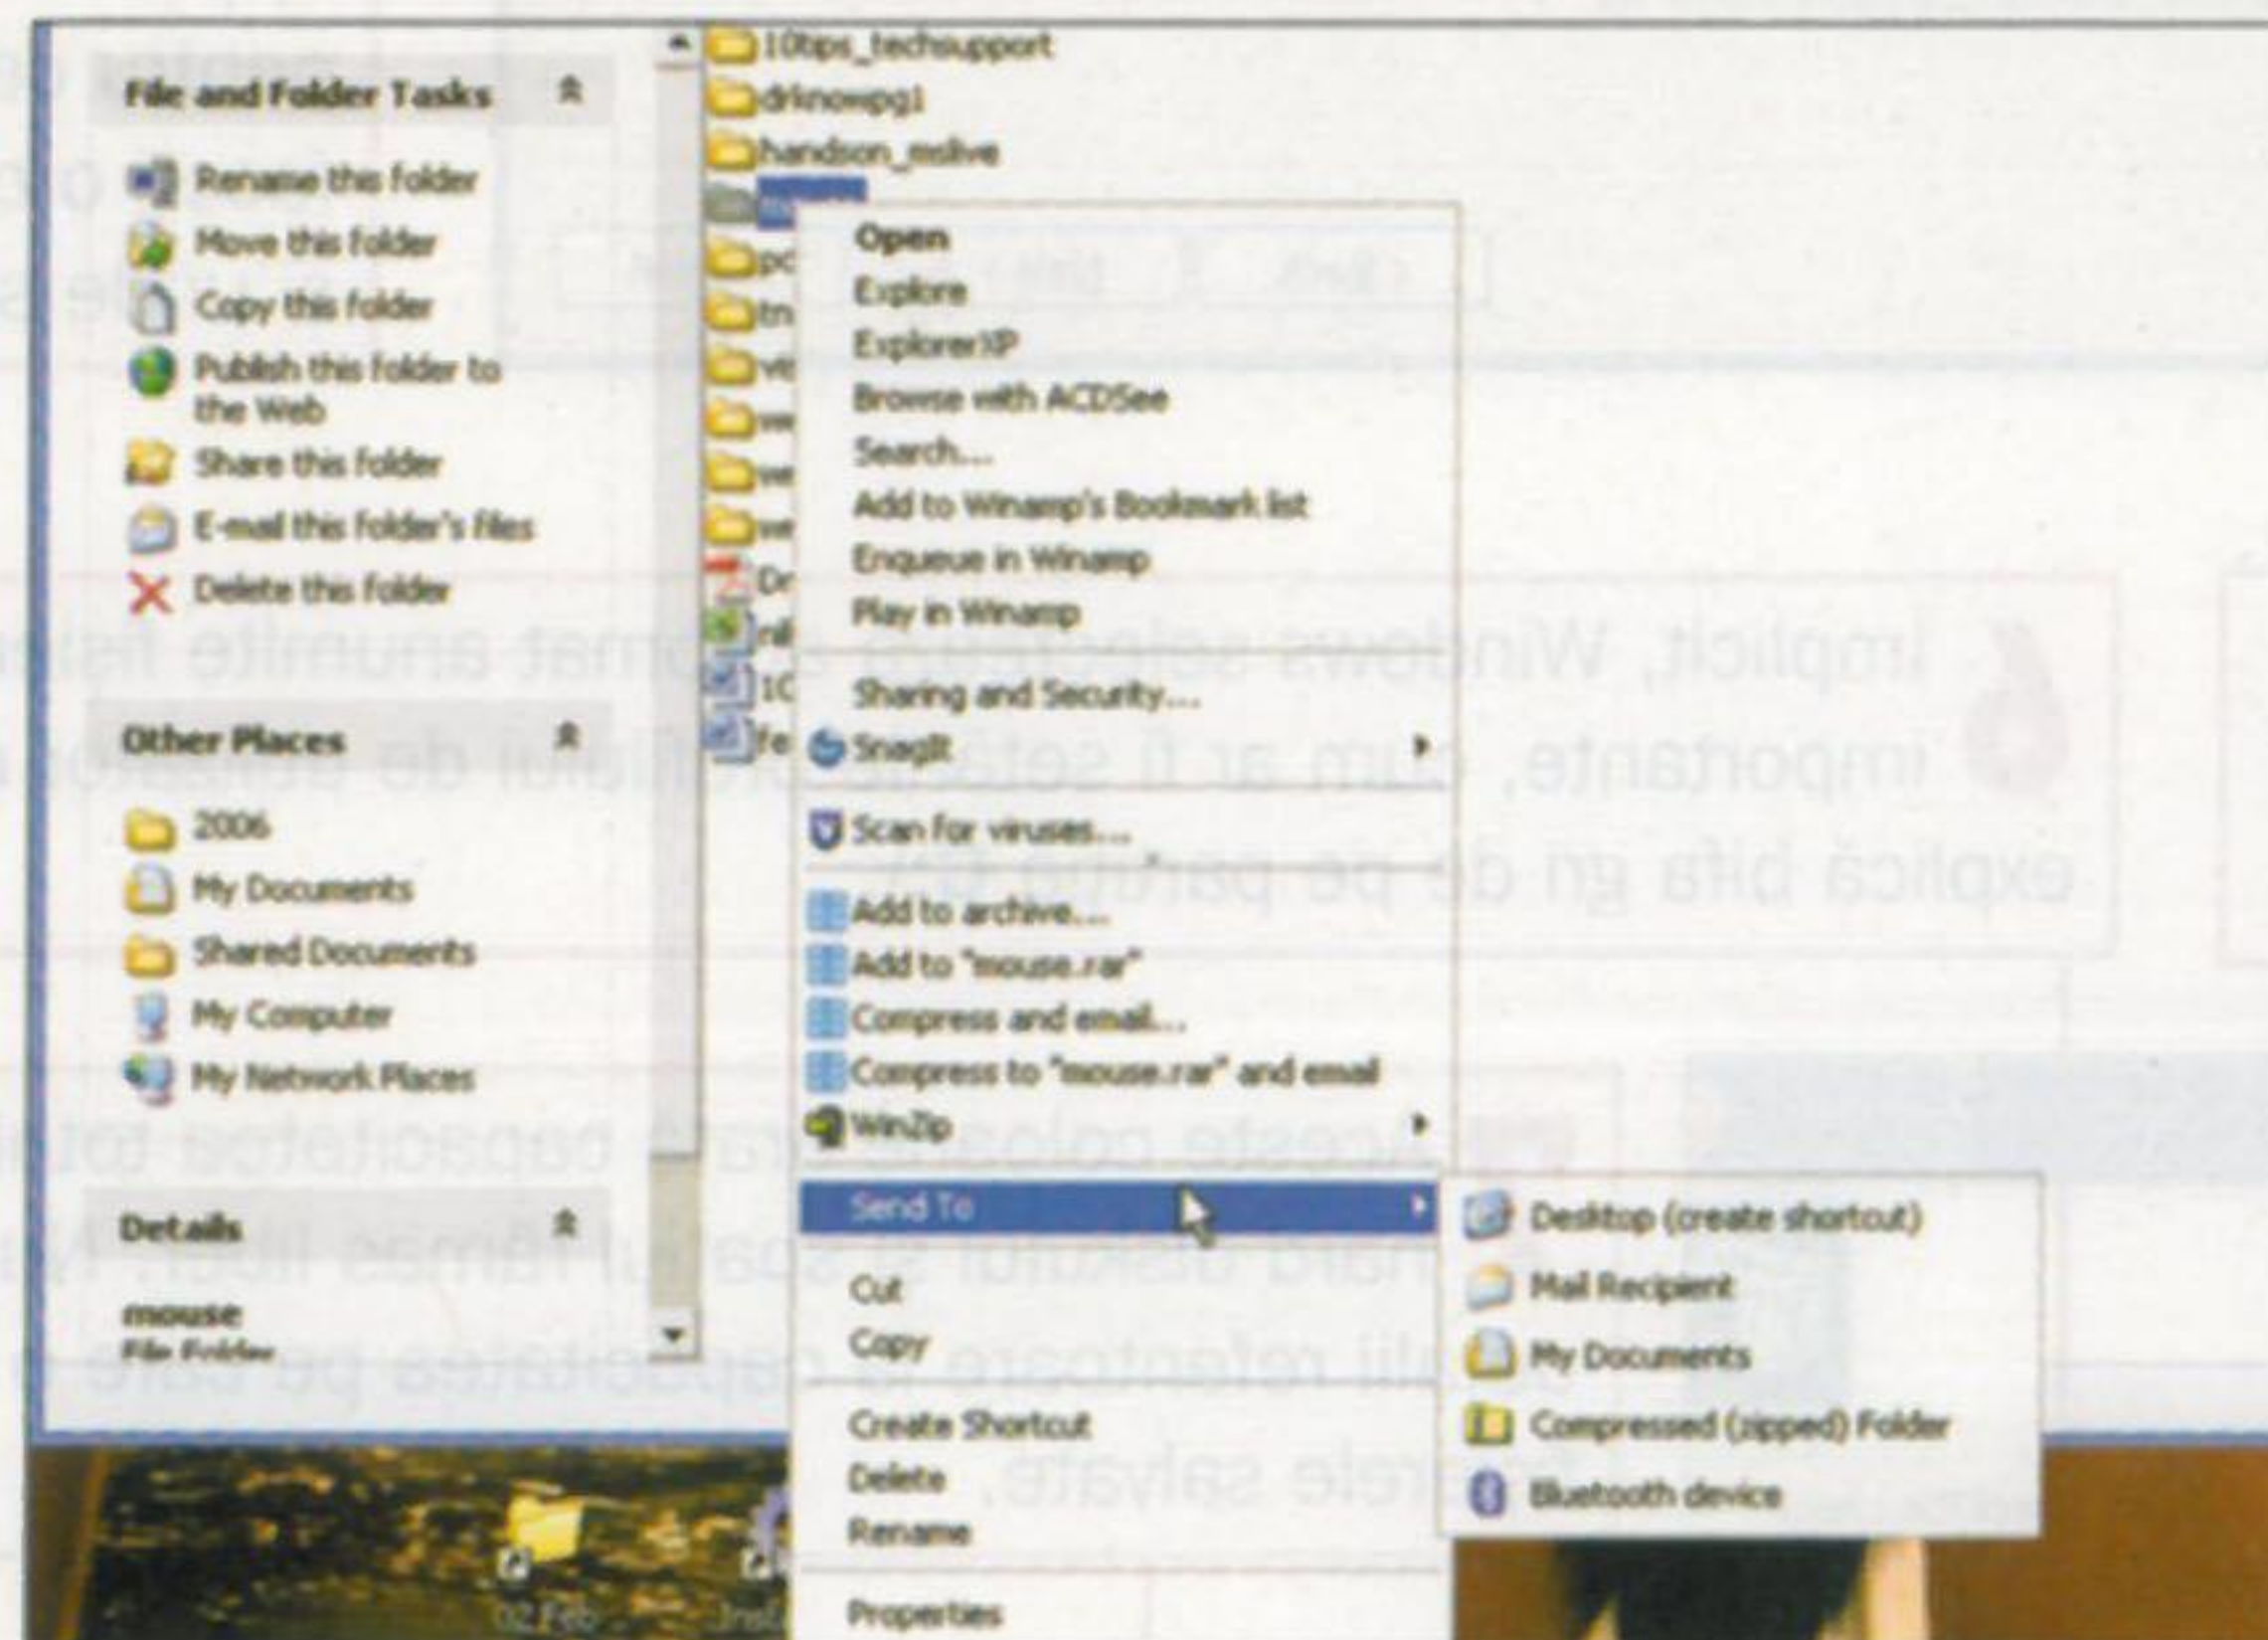 File and Folder Tasks
Rename this folder
Move this folder
Copy this folder
Publish this folder to
the Web
Share this folder
E-mail this folder's files
Delete this folder
Other Places
2006
My Documents
Shared Documents
My Computer
My Network Places
Details
mouse
File Folder
10tips_techsupport
drknowpg1
handson_mslive
Open
Explore
ExplorerXP
Browse with ACDSee
Search...
Add to Winamp's Bookmark list
Enqueue in Winamp
Play in Winamp
Sharing and Security...
SnagIt
Scan for viruses...
Add to archive...
Add to "mouse.rar"
Compress and email...
Compress to "mouse.rar" and email
WinZip
Send To
Cut
Copy
Create Shortcut
Delete
Rename
Properties
Desktop (create shortcut)
Mail Recipient
My Documents
Compressed (zipped) Folder
Bluetooth device
02 Feb